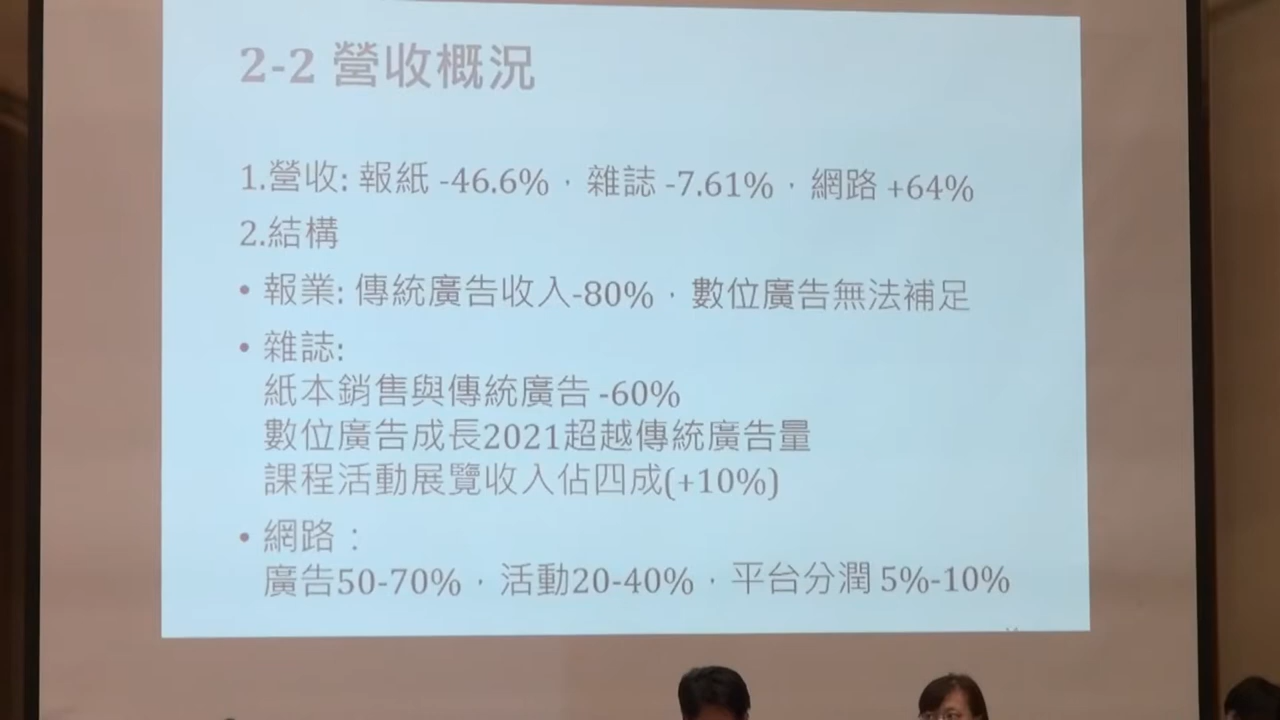 2-2 營收概況
1.營收: 報紙 -46.6%，雜誌 -7.61%，網路 +64%
2.結構
• 報業: 傳統廣告收入-80%，數位廣告無法補足
• 雜誌:
紙本銷售與傳統廣告 -60%
數位廣告成長2021超越傳統廣告量
課程活動展覽收入佔四成(+10%)
• 網路：
廣告50-70%，活動20-40%，平台分潤 5%-10%